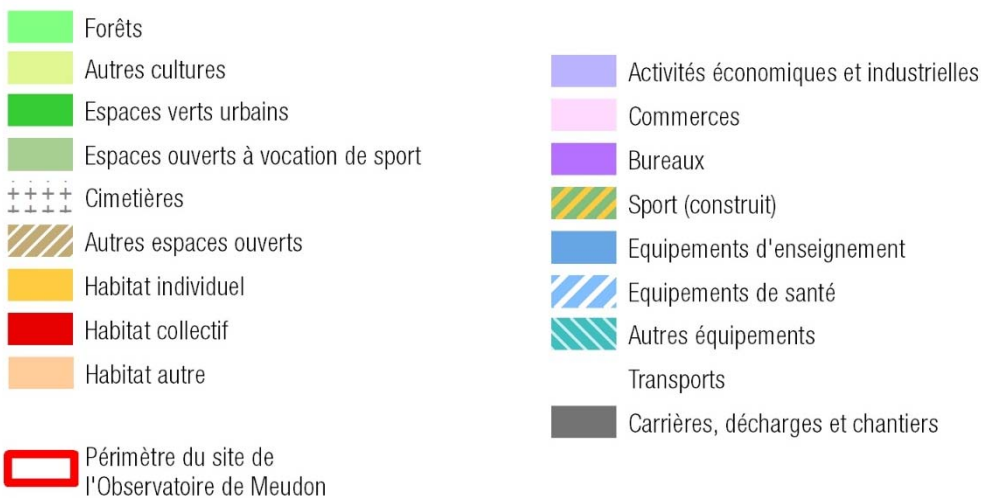 Forêts
Autres cultures
Espaces verts urbains
Espaces ouverts à vocation de sport
Cimetières
Autres espaces ouverts
Habitat individuel
Habitat collectif
Habitat autre
Périmètre du site de
l'Observatoire de Meudon
Activités économiques et industrielles
Commerces
Bureaux
Sport (construit)
Equipements d'enseignement
Equipements de santé
Autres équipements
Transports
Carrières, décharges et chantiers